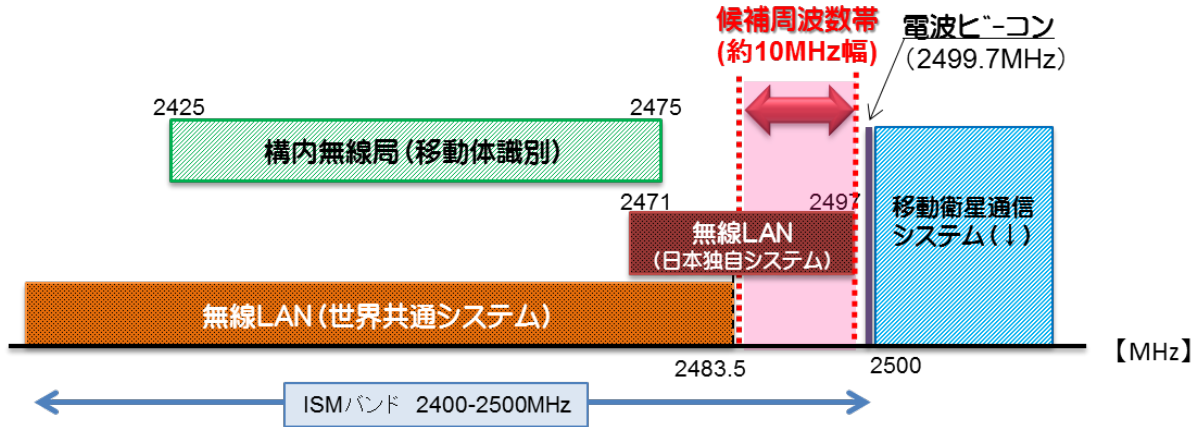 候補周波数帯
(約10MHz幅)
電波ビーコン
（2499.7MHz）
2425
2475
構内無線局（移動体識別）
2471
2497
無線LAN
（日本独自システム）
移動衛星通信
システム（↓）
無線LAN（世界共通システム）
2483.5
2500
【MHz】
ISMバンド 2400-2500MHz